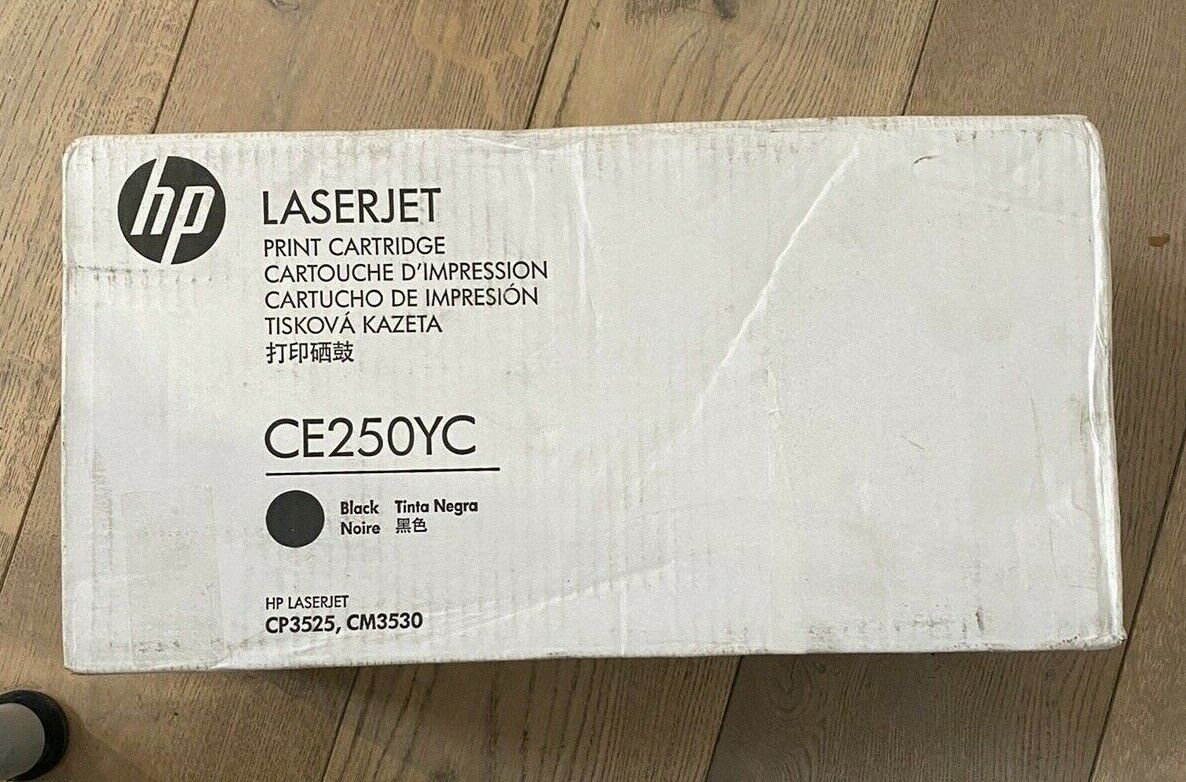 hp
LASERJET
PRINT CARTRIDGE
CARTOUCHE D'IMPRESSION
CARTUCHO DE IMPRESIÓN
TISKOVÁ KAZETA
打印硒鼓
CE250YC
Black Tinta Negra
Noire 黑色
HP LASERJET
CP3525, CM3530